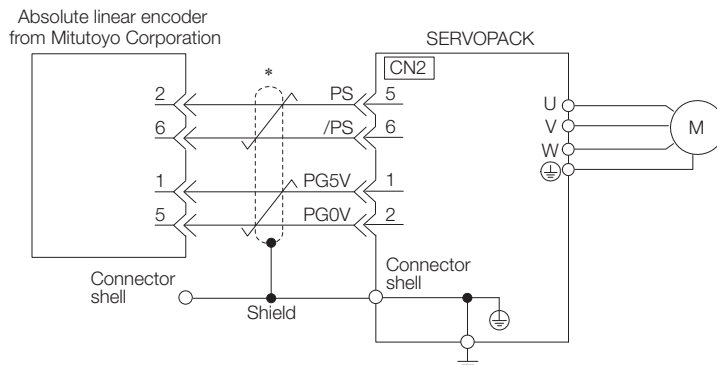 Absolute linear encoder
from Mitutoyo Corporation
SERVOPACK
CN2
*
2 PS 5
6 /PS 6
1 PG5V 1
5 PG0V 2
U
V
W
M
Connector
shell
Shield
Connector
shell